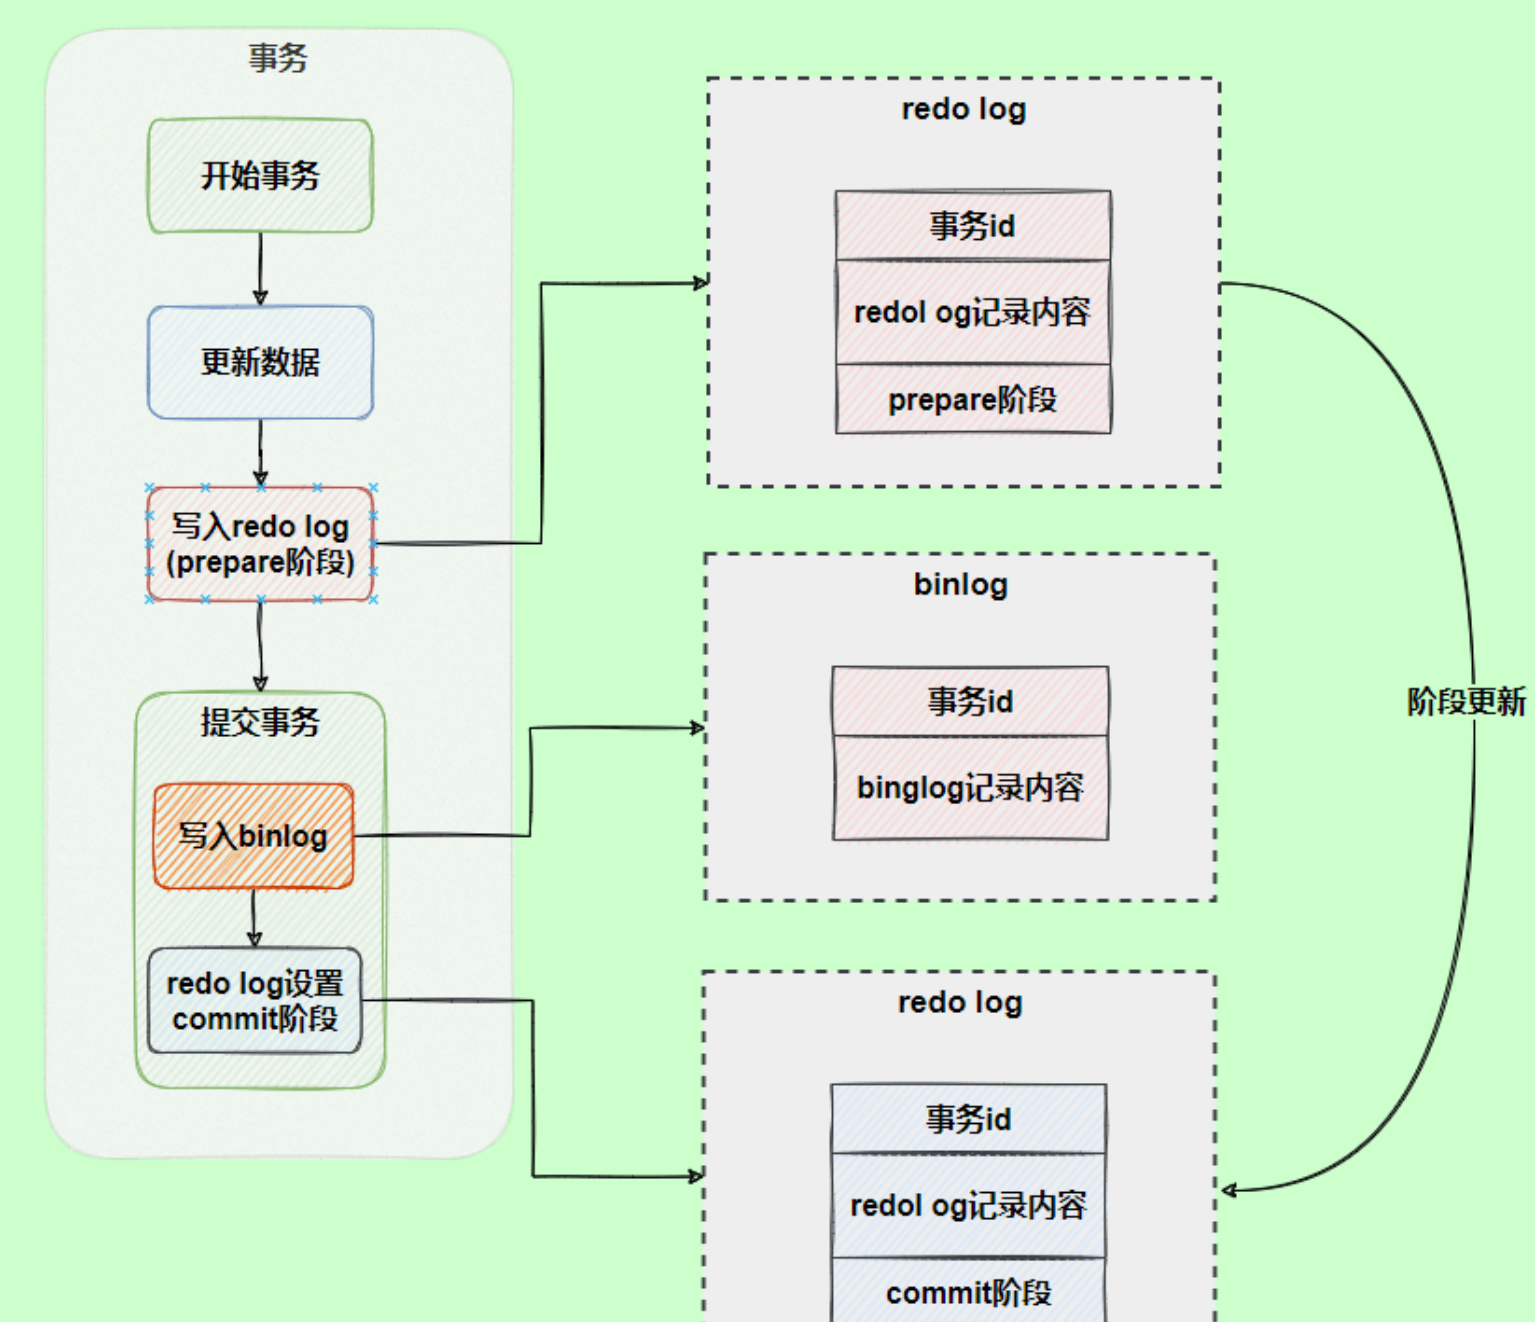 事务
开始事务
更新数据
写入redo log
(prepare阶段)
提交事务
写入binlog
redo log设置
commit阶段
redo log
事务id
redol og记录内容
prepare阶段
binlog
事务id
binglog记录内容
redo log
事务id
redol og记录内容
commit阶段
阶段更新